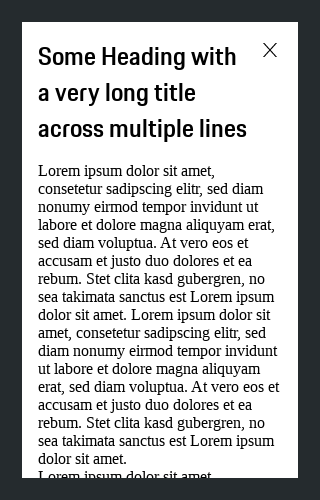 Some Heading with
a very long title
across multiple lines
Lorem ipsum dolor sit amet,
consetetur sadipscing elitr, sed diam
nonumy eirmod tempor invidunt ut
labore et dolore magna aliquyam erat,
sed diam voluptua. At vero eos et
accusam et justo duo dolores et ea
rebum. Stet clita kasd gubergren, no
sea takimata sanctus est Lorem ipsum
dolor sit amet. Lorem ipsum dolor sit
amet, consetetur sadipscing elitr, sed
diam nonumy eirmod tempor invidunt
ut labore et dolore magna aliquyam
erat, sed diam voluptua. At vero eos et
accusam et justo duo dolores et ea
rebum. Stet clita kasd gubergren, no
sea takimata sanctus est Lorem ipsum
dolor sit amet.
Lorem ipsum dolor sit amet,